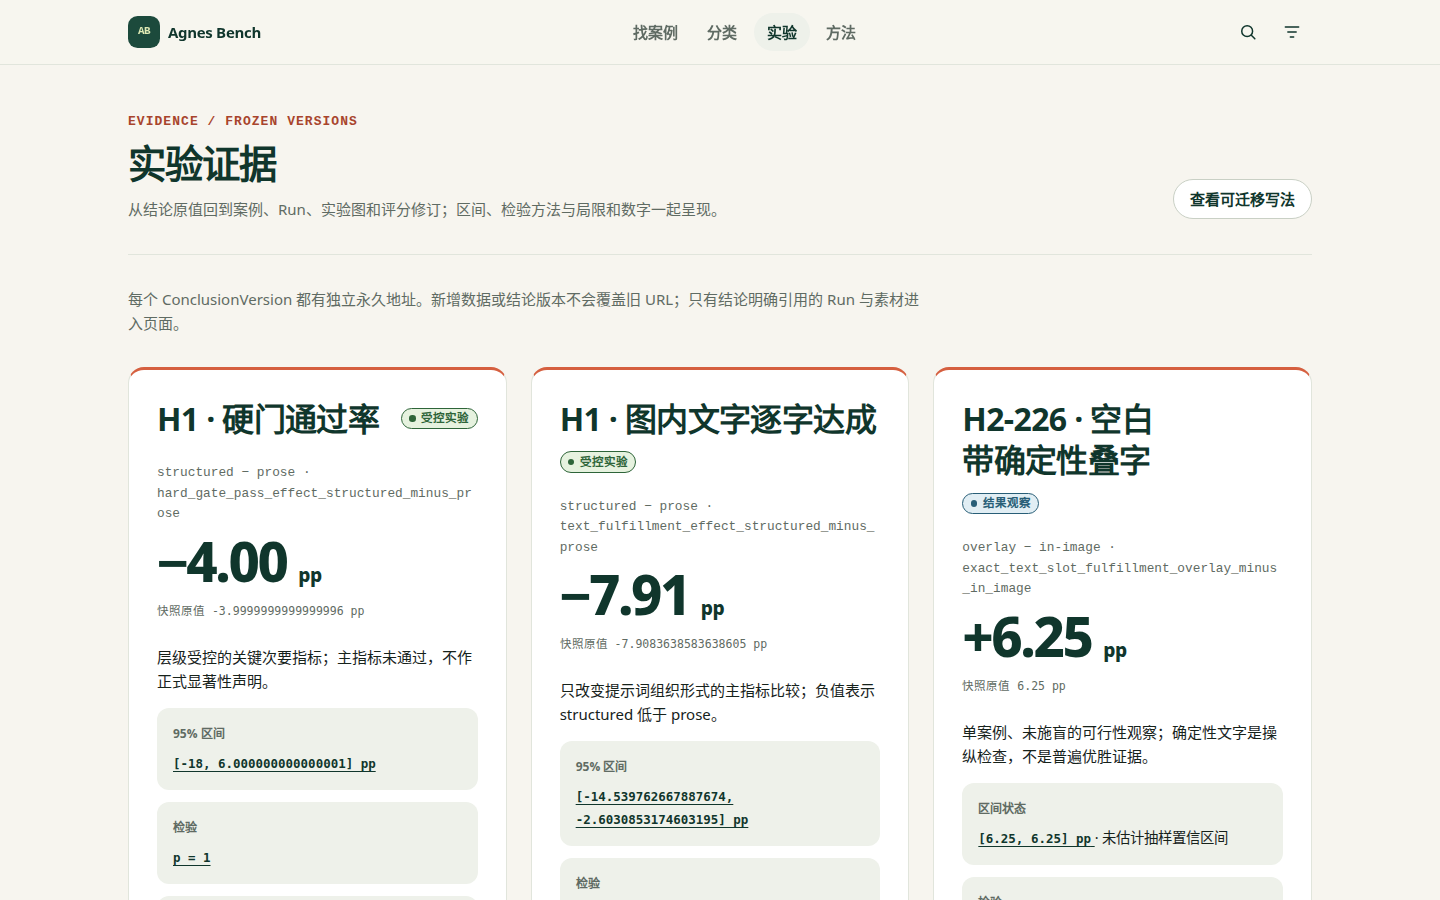 AB
Agnes Bench
找案例
分类
实验
方法
EVIDENCE / FROZEN VERSIONS
实验证据
从结论原值回到案例、Run、实验图和评分修订；区间、检验方法与局限和数字一起呈现。
查看可迁移写法
每个 ConclusionVersion 都有独立永久地址。新增数据或结论版本不会覆盖旧 URL；只有结论明确引用的 Run 与素材进
入页面。
H1 · 硬门通过率
受控实验
structured − prose ·
hard_gate_pass_effect_structured_minus_pr
ose
−4.00 pp
快照原值 -3.9999999999999996 pp
层级受控的关键次要指标；主指标未通过，不作
正式显著性声明。
95% 区间
[-18, 6.000000000000001] pp
检验
p = 1
H1 · 图内文字逐字达成
受控实验
structured − prose ·
text_fulfillment_effect_structured_minus_
prose
−7.91 pp
快照原值 -7.9083638583638605 pp
只改变提示词组织形式的主指标比较；负值表示
structured 低于 prose。
95% 区间
[-14.539762667887674,
-2.6030853174603195] pp
检验
H2-226 · 空白
带确定性叠字
结果观察
overlay − in-image ·
exact_text_slot_fulfillment_overlay_minus
_in_image
+6.25 pp
快照原值 6.25 pp
单案例、未施盲的可行性观察；确定性文字是操
纵检查，不是普遍优胜证据。
区间状态
[6.25, 6.25] pp · 未估计抽样置信区间